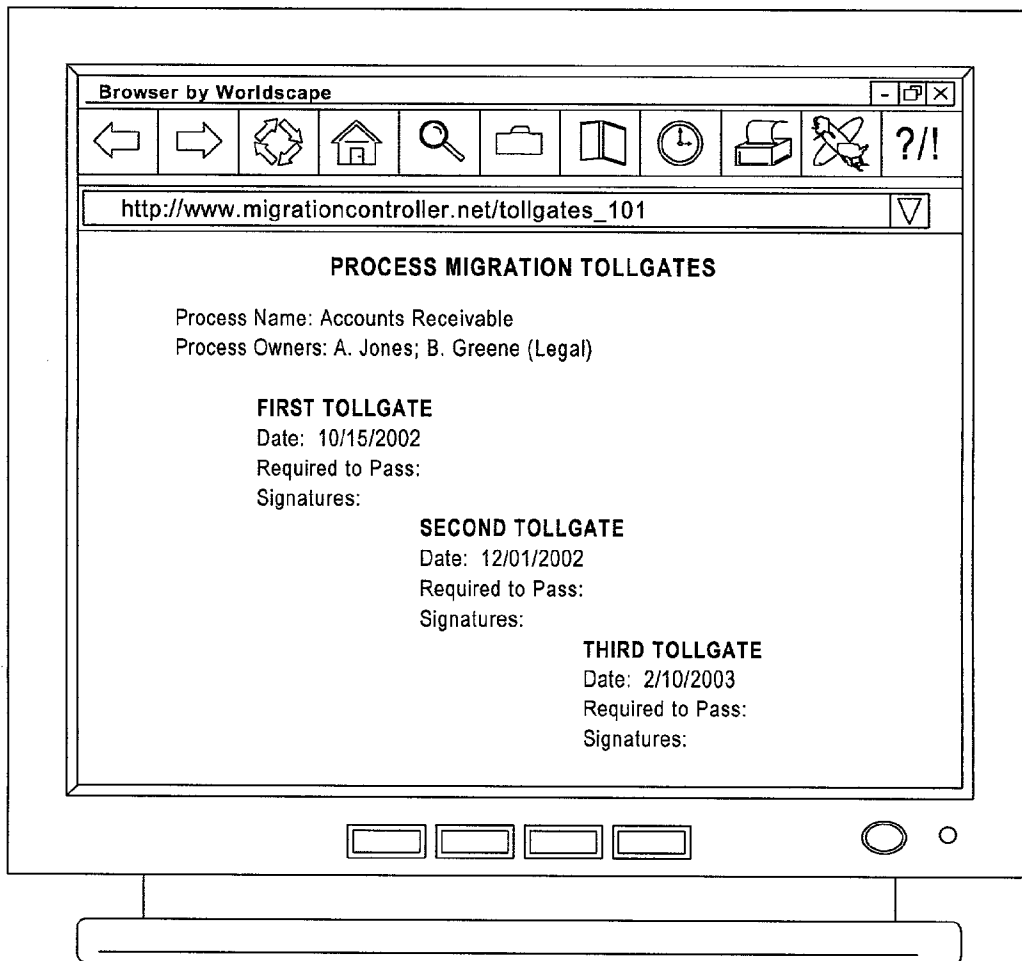 Browser by Worldscape
?/!
http://www.migrationcontroller.net/tollgates_101
PROCESS MIGRATION TOLLGATES
Process Name: Accounts Receivable
Process Owners: A. Jones; B. Greene (Legal)
FIRST TOLLGATE
Date: 10/15/2002
Required to Pass:
Signatures:
SECOND TOLLGATE
Date: 12/01/2002
Required to Pass:
Signatures:
THIRD TOLLGATE
Date: 2/10/2003
Required to Pass:
Signatures: